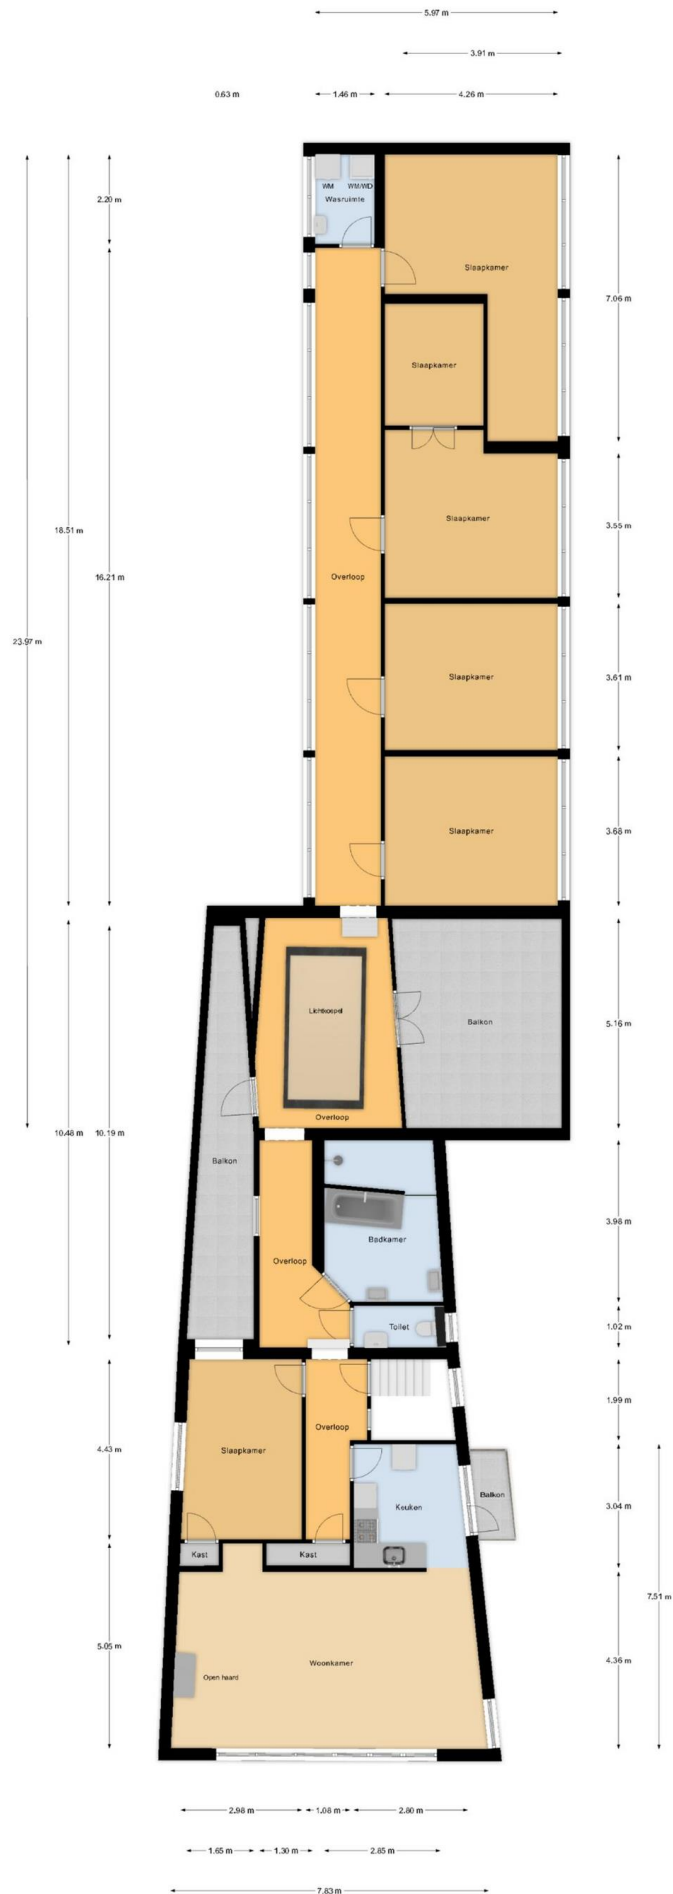 5.97 m
3.91 m
0.63 m
1.46 m
4.26 m
2.20 m
WM
WM/WD
Wasruimte
Slaapkamer
7.06 m
Slaapkamer
Slaapkamer
3.55 m
18.51 m
16.21 m
Overloop
23.97 m
Slaapkamer
3.61 m
Slaapkamer
3.68 m
Lichtkoepel
Balkon
5.16 m
Overloop
10.48 m
10.19 m
Balkon
Badkamer
3.98 m
Overloop
Toilet
1.02 m
1.99 m
Overloop
4.43 m
Slaapkamer
Balkon
Keuken
3.04 m
Kast
Kast
7.51 m
5.05 m
Woonkamer
4.36 m
Open haard
2.98 m
1.08 m
2.80 m
1.65 m
1.30 m
2.85 m
7.83 m